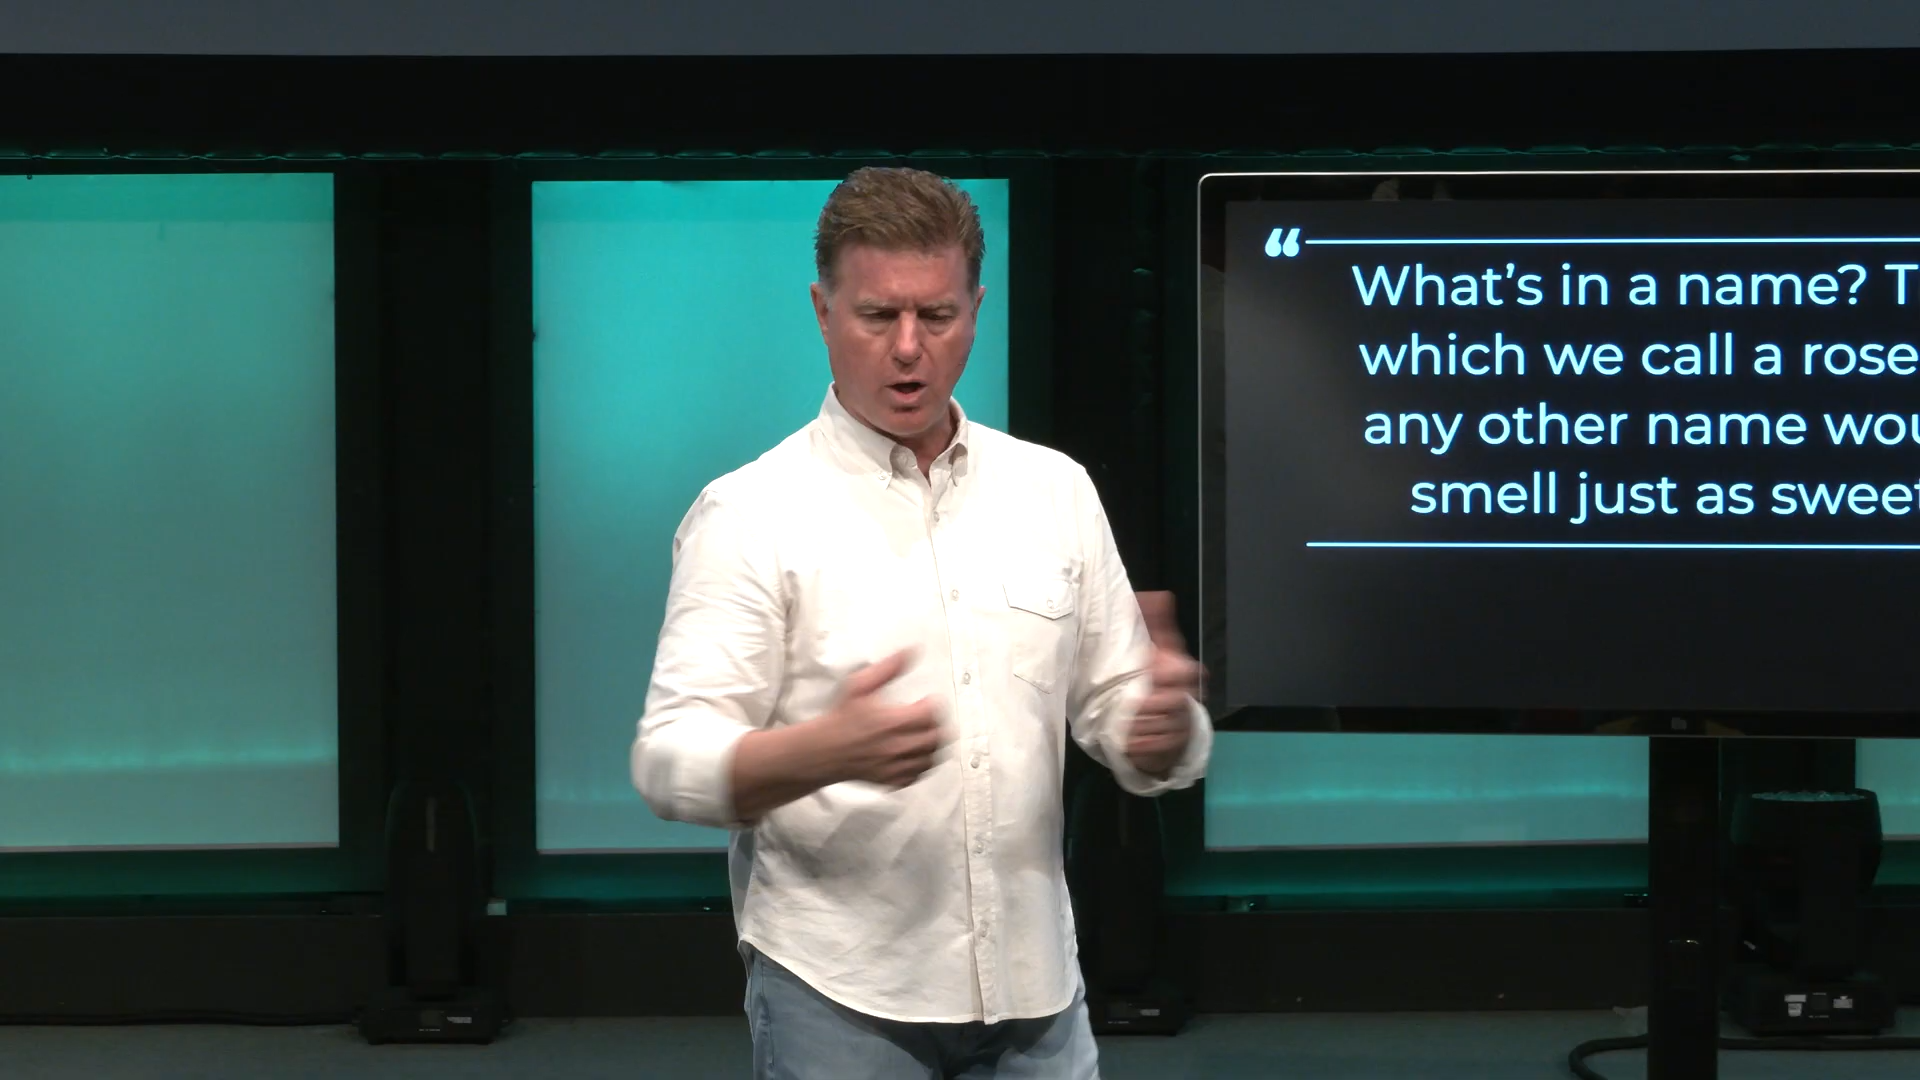 “
What’s in a name? T
which we call a rose
any other name wou
smell just as sweet